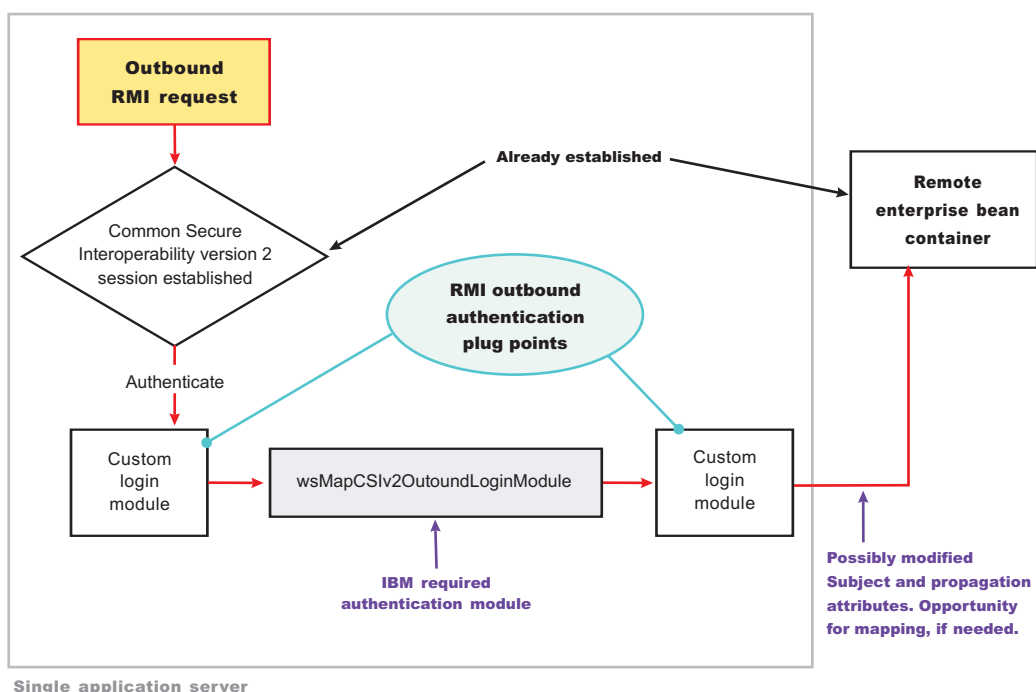 Outbound
RMI request
Already established
Remote
enterprise bean
container
Common Secure
Interoperability version 2
session established
RMI outbound
authentication
plug points
Authenticate
Custom
login
module
wsMapCSIv2OutoundLoginModule
Custom
login
module
IBM required
authentication module
Possibly modified
Subject and propagation
attributes. Opportunity
for mapping, if needed.
Single application server